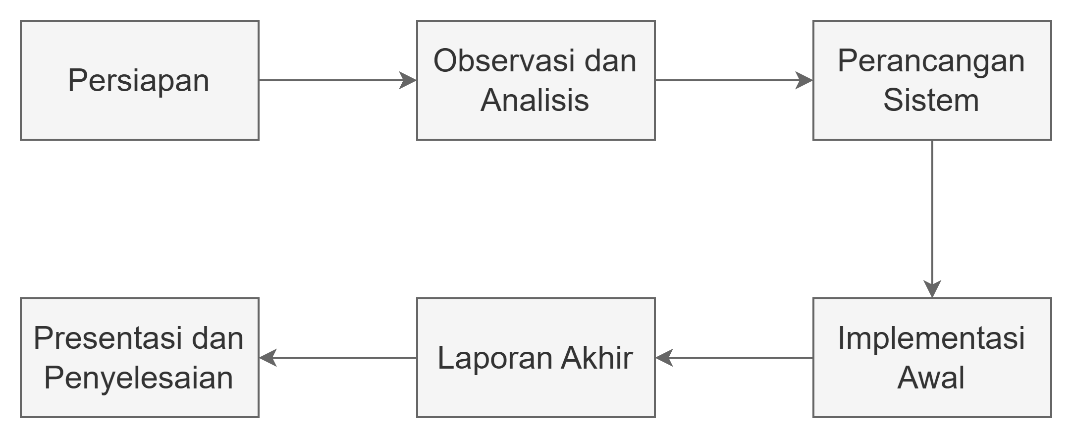 Persiapan
Observasi dan
Analisis
Perancangan
Sistem
Presentasi dan
Penyelesaian
Laporan Akhir
Implementasi
Awal